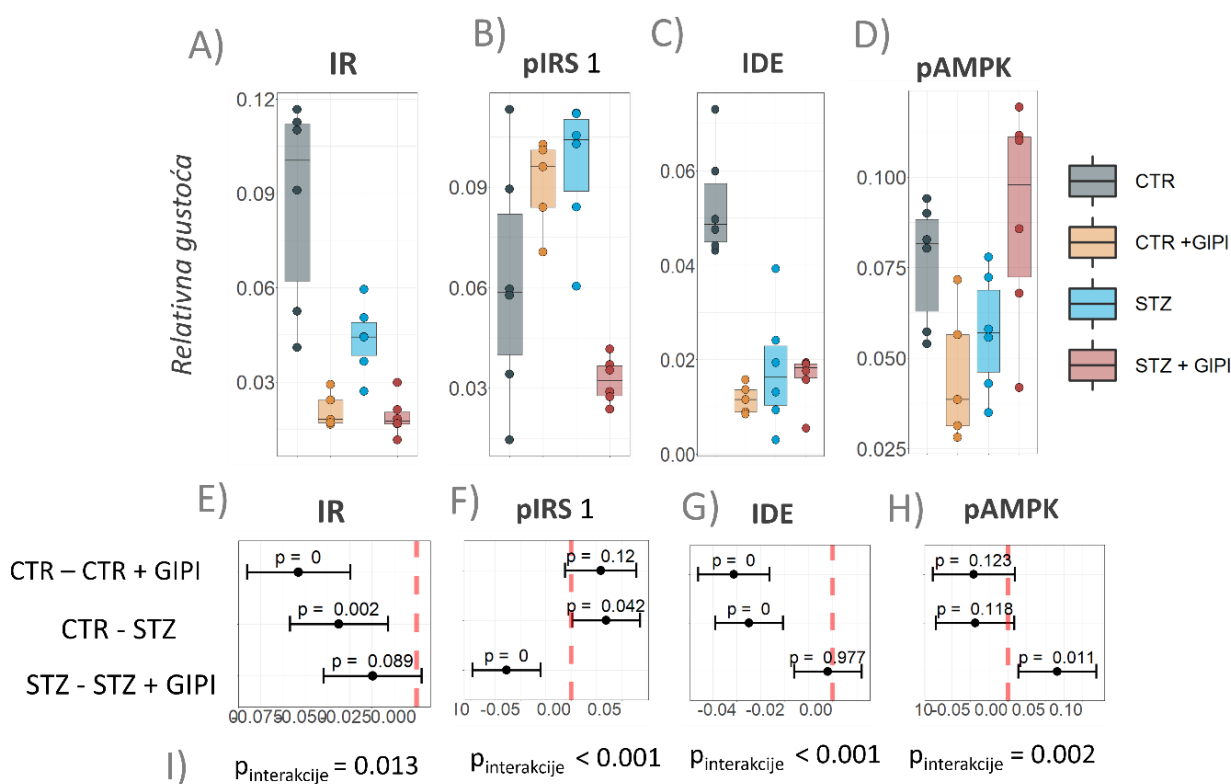 A)
IR
B)
pIRS 1
C)
IDE
D)
pAMPK
Relativna gustoća
0.12
0.09
0.06
0.03
0.09
0.06
0.03
0.06
0.04
0.02
0.00
0.100
0.075
0.050
0.025
CTR
CTR +GIPI
STZ
STZ + GIPI
E)
IR
F)
pIRS 1
G)
IDE
H)
pAMPK
CTR – CTR + GIPI
CTR - STZ
STZ - STZ + GIPI
p = 0
p = 0.002
p = 0.089
p = 0.12
p = 0.042
p = 0
p = 0
p = 0
p = 0.977
p = 0.123
p = 0.118
p = 0.011
-0.05 0.00 0.05
-0.04 -0.02 0.00
-0.05 0.00 0.05 0.10
I)
pinterakcije = 0.013
pinterakcije < 0.001
pinterakcije < 0.001
pinterakcije = 0.002